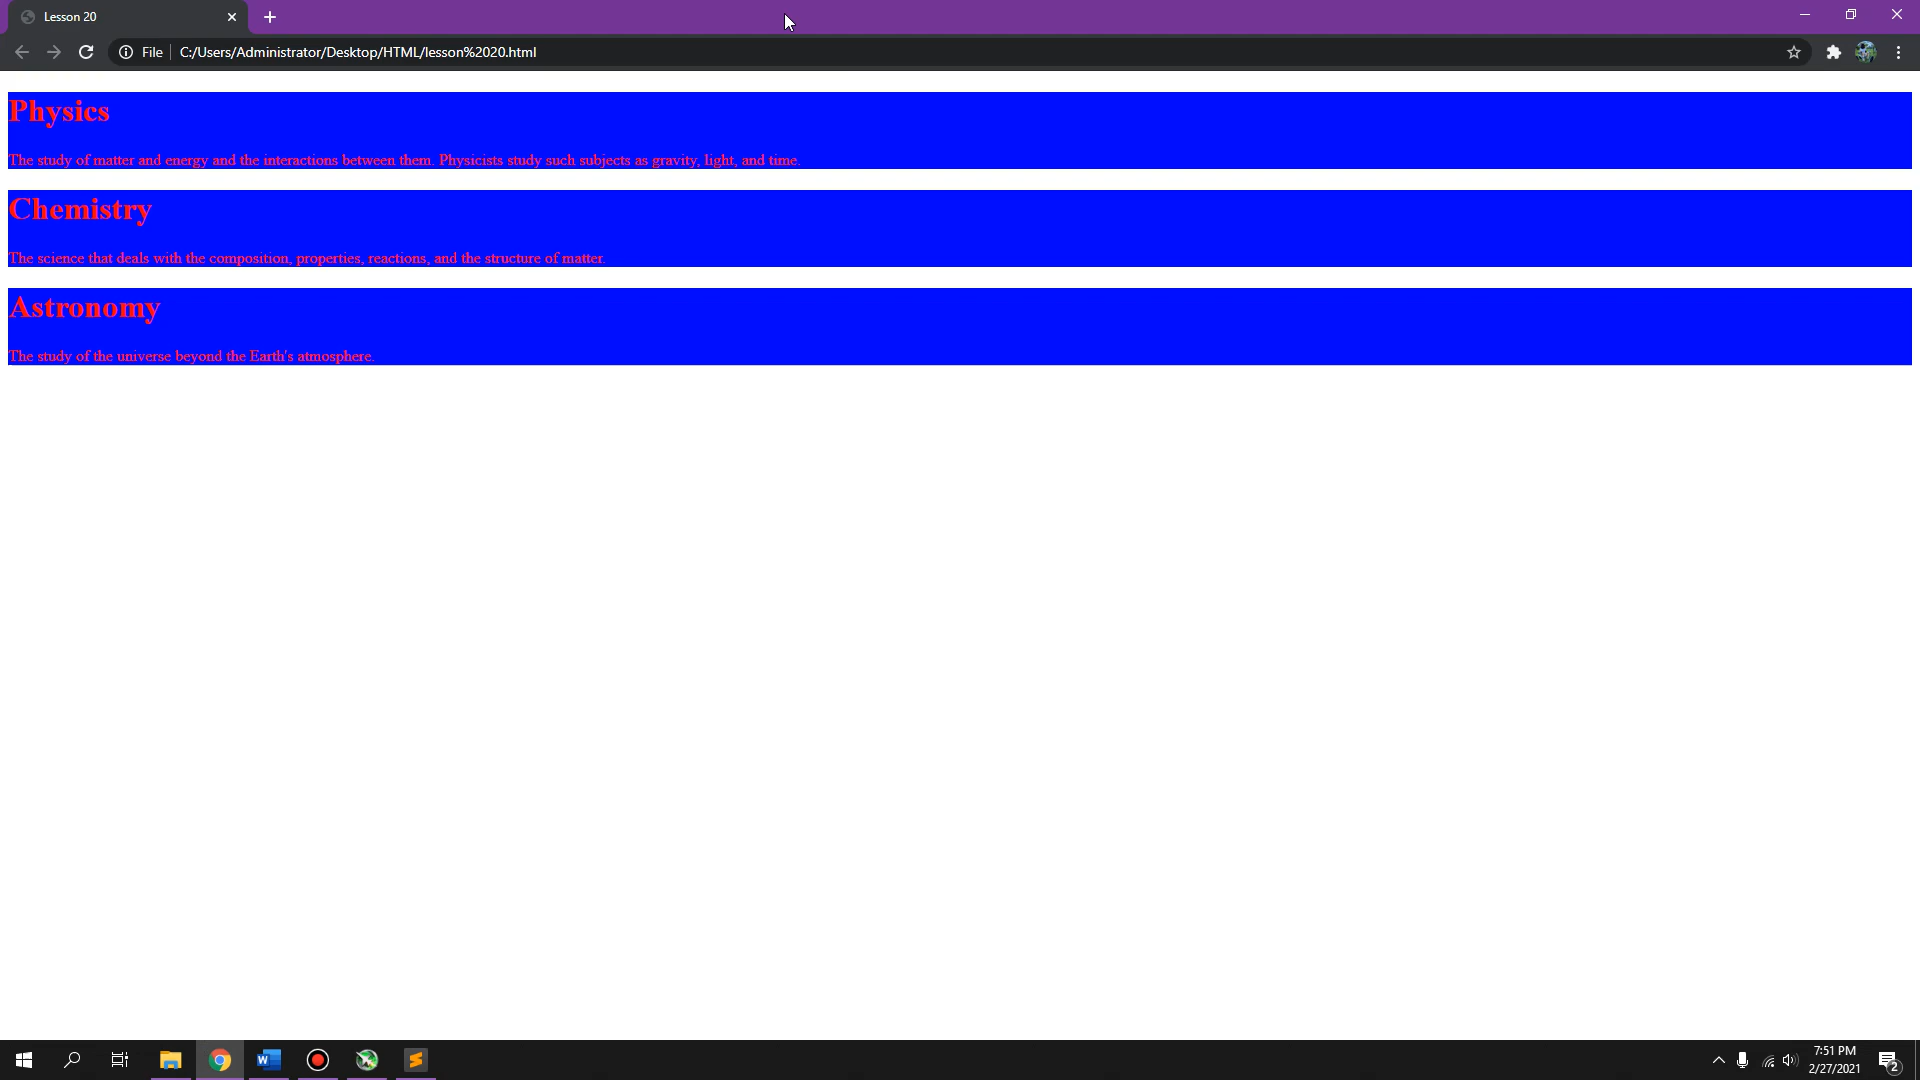 Lesson 20
File C:/Users/Administrator/Desktop/HTML/lesson%2020.html
Physics
The study of matter and energy and the interactions between them. Physicists study such subjects as gravity, light, and time.
Chemistry
The science that deals with the composition, properties, reactions, and the structure of matter.
Astronomy
The study of the universe beyond the Earth's atmosphere.
W
7:51 PM
2/27/2021
2